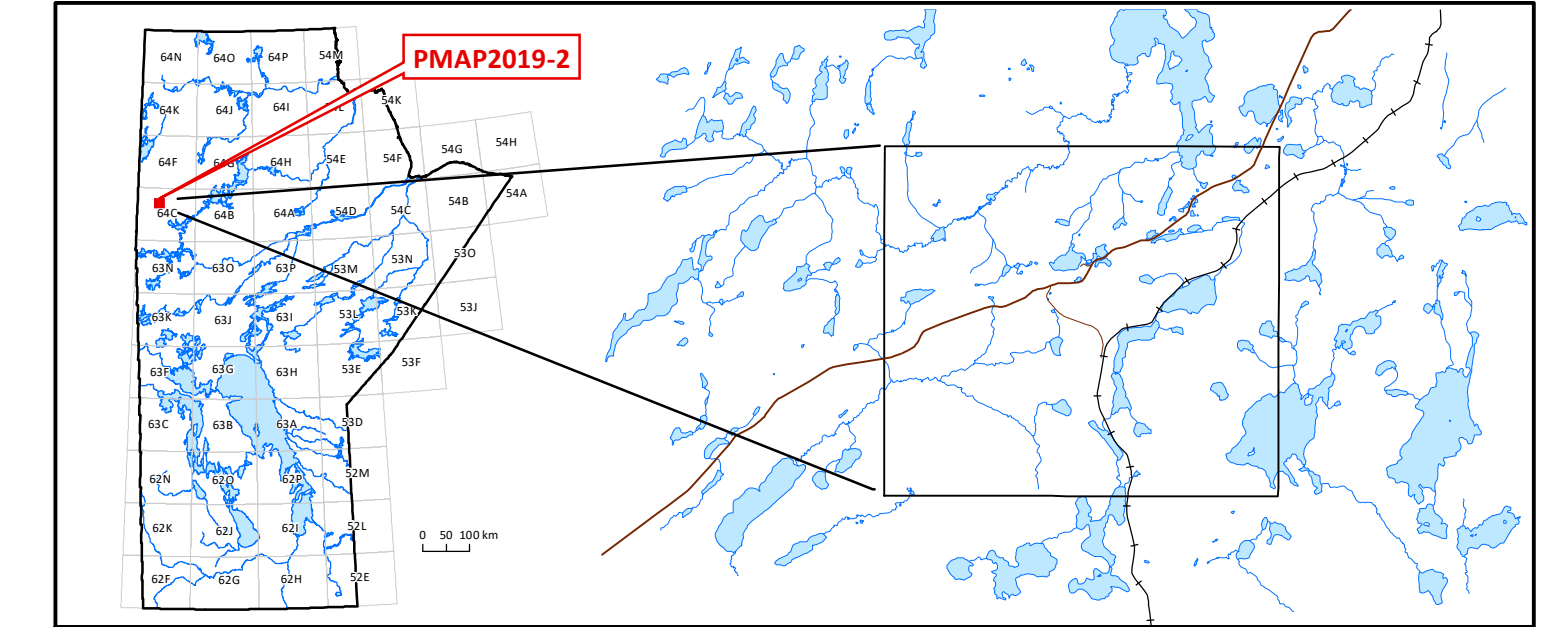 PMAP2019-2
64N 64O 64P 54M
64K 64J 64I 54L 54K
64F 64G 64H 54E 54F 54G 54H
64C 64B 64A 54D 54C 54B 54A
63N 63O 63P 53M 53N 53O
63K 63J 63I 53L 53K 53J
63F 63G 63H 53E 53F
63C 63B 63A 53D
62N 62O 62P 52M
62K 62J 62I 52L
62F 62G 62H 52E
0 50 100 km